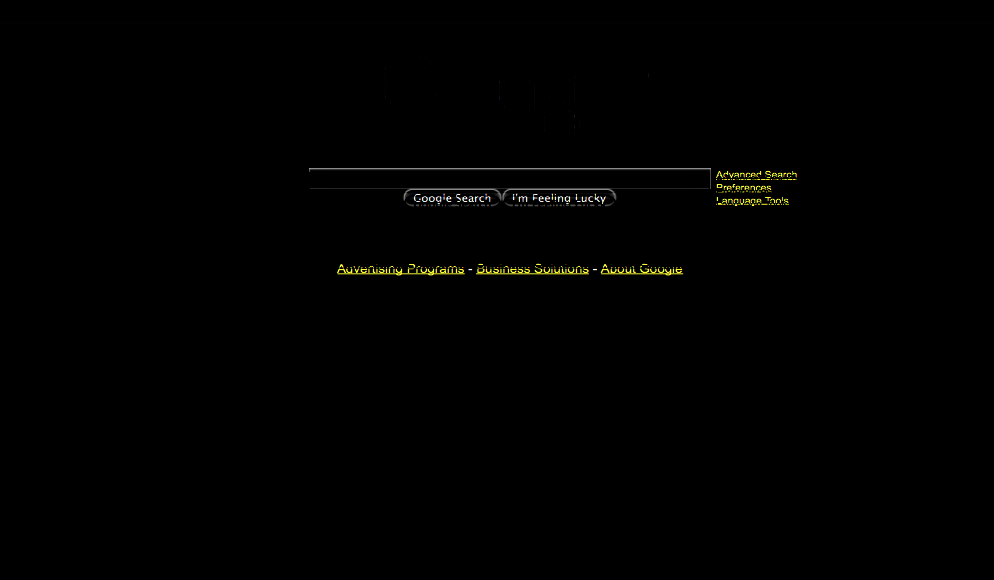 Advanced Search
Preferences
Language Tools
Google Search I'm Feeling Lucky
Advertising Programs - Business Solutions - About Google